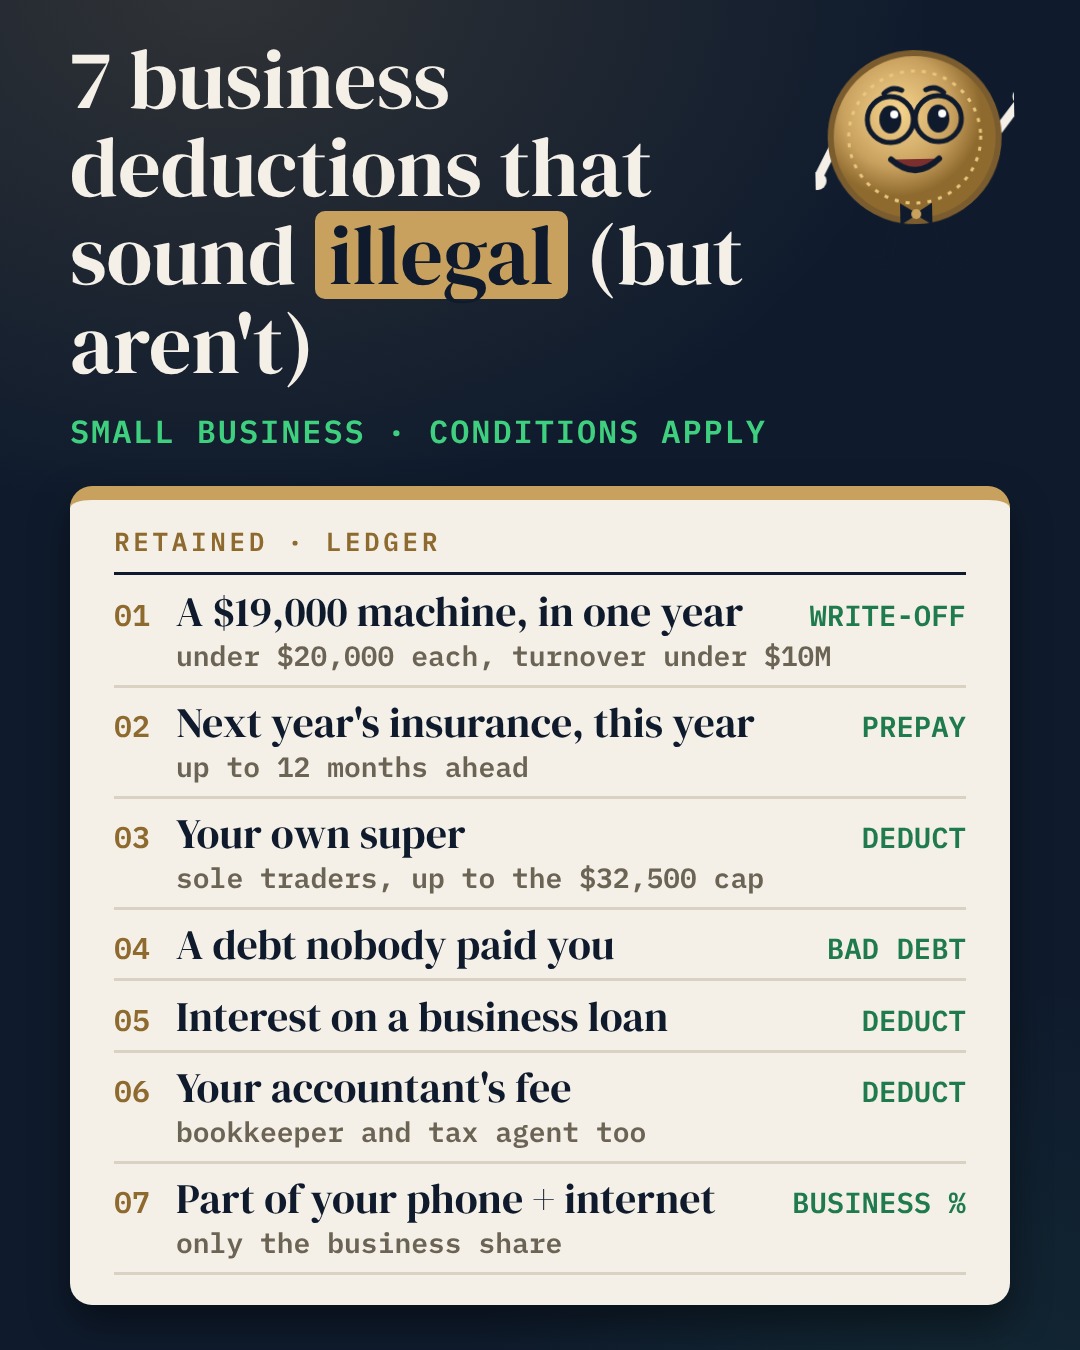 7 business
deductions that
sound illegal (but
aren't)
SMALL BUSINESS · CONDITIONS APPLY
RETAINED · LEDGER
01 A $19,000 machine, in one year WRITE-OFF
under $20,000 each, turnover under $10M
02 Next year's insurance, this year PREPAY
up to 12 months ahead
03 Your own super DEDUCT
sole traders, up to the $32,500 cap
04 A debt nobody paid you BAD DEBT
05 Interest on a business loan DEDUCT
06 Your accountant's fee DEDUCT
bookkeeper and tax agent too
07 Part of your phone + internet BUSINESS %
only the business share